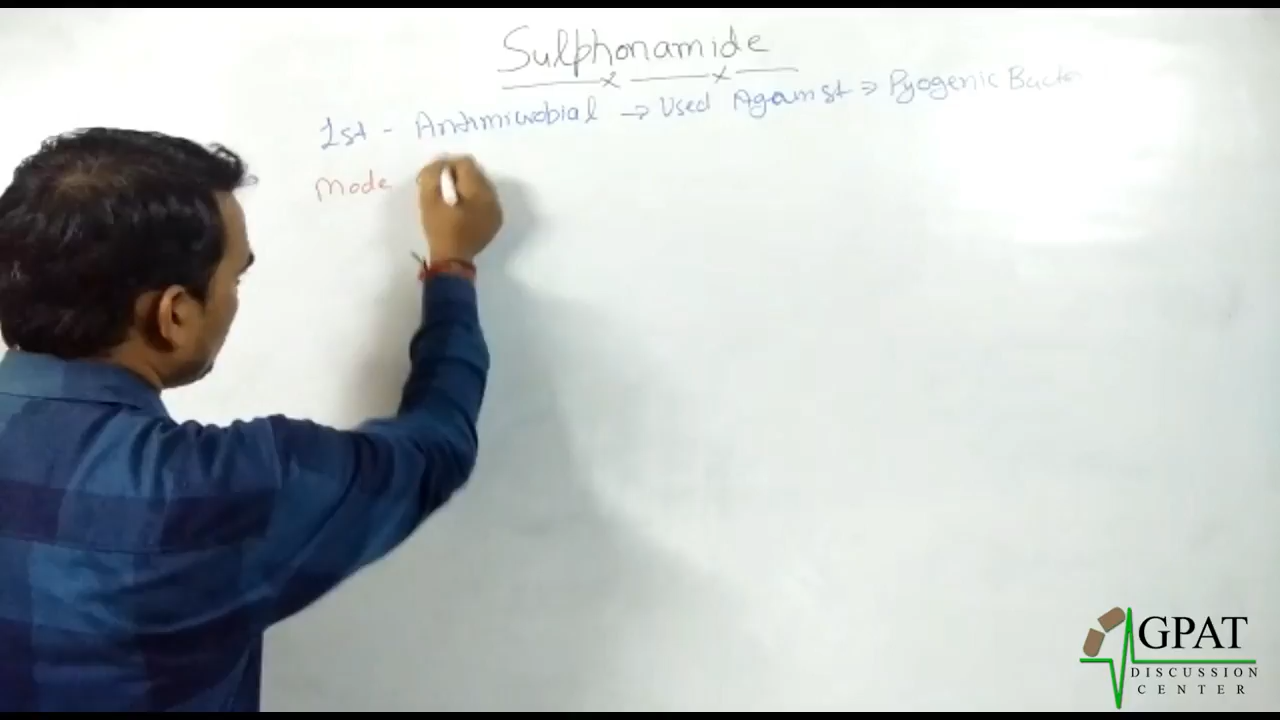 Sulphonamide
1st - Antimicrobial → Used Against ⇒ Pyogenic
Mode
GPAT
DISCUSSION
CENTER